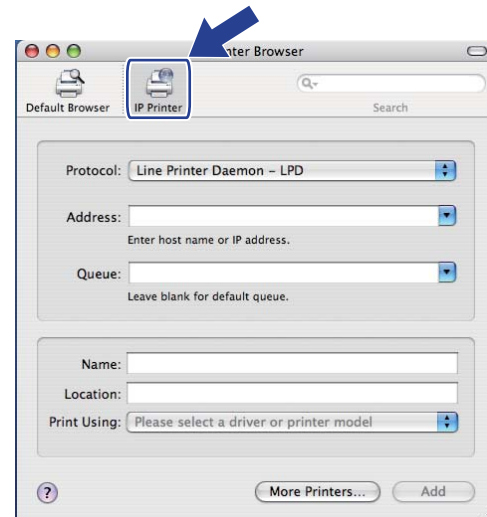 nter Browser
Default Browser
IP Printer
Search
Protocol: Line Printer Daemon – LPD
Address:
Enter host name or IP address.
Queue:
Leave blank for default queue.
Name:
Location:
Print Using: Please select a driver or printer model
? More Printers... Add